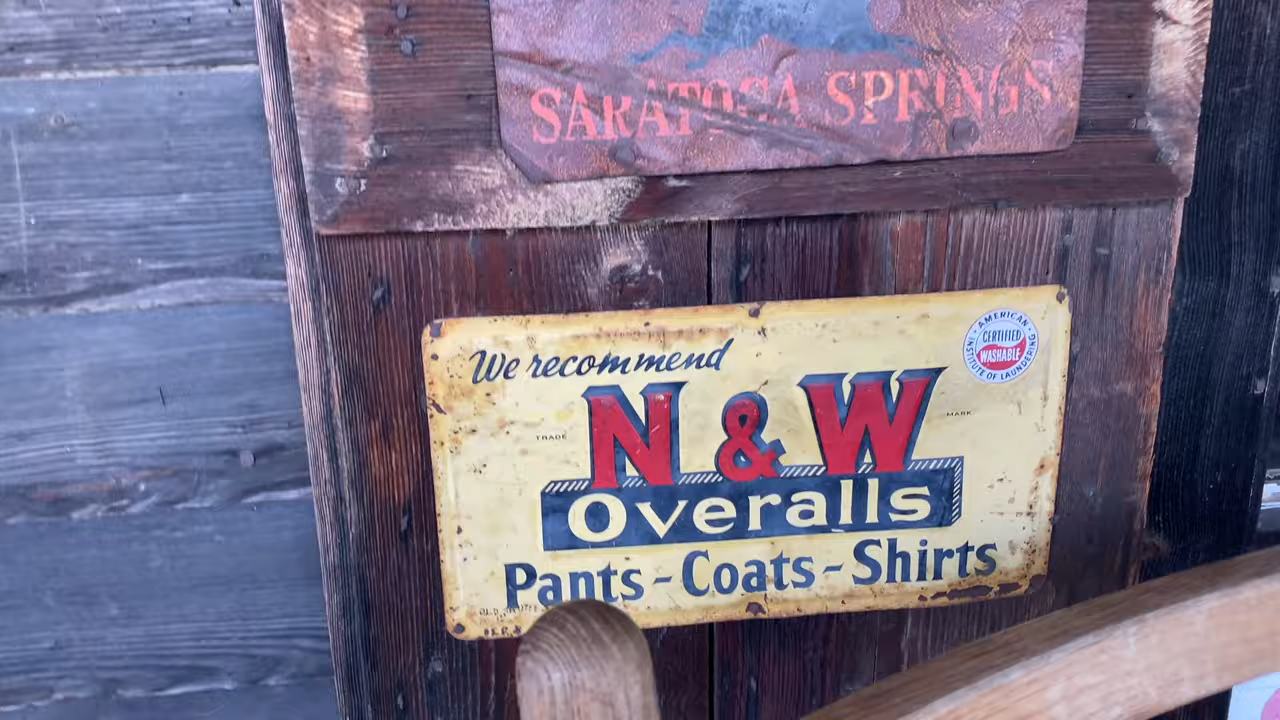 SARATOGA SPRINGS
We recommend
AMERICAN INSTITUTE OF LAUNDERING
CERTIFIED
WASHABLE
TRADE MARK
N & W
Overalls
Pants - Coats - Shirts